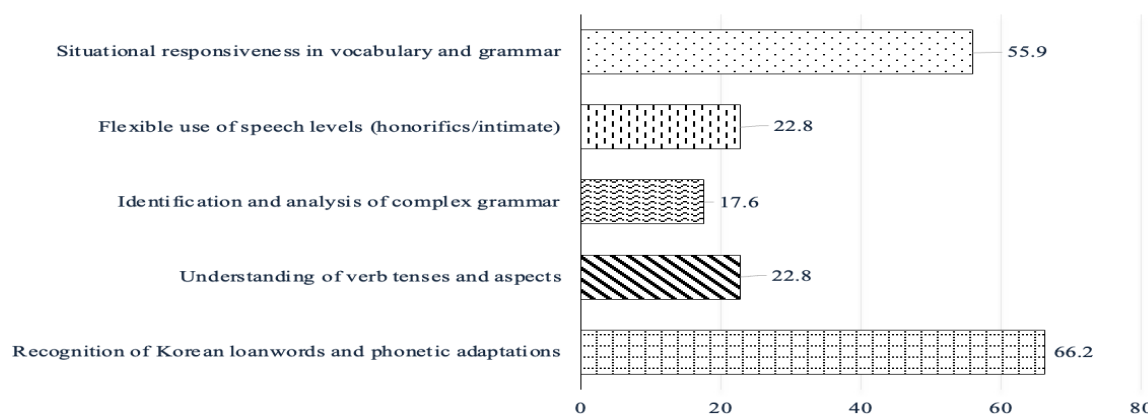 Situational responsiveness in vocabulary and grammar 55.9
Flexible use of speech levels (honorifics/intimate) 22.8
Identification and analysis of complex grammar 17.6
Understanding of verb tenses and aspects 22.8
Recognition of Korean loanwords and phonetic adaptations 66.2
0 20 40 60 80